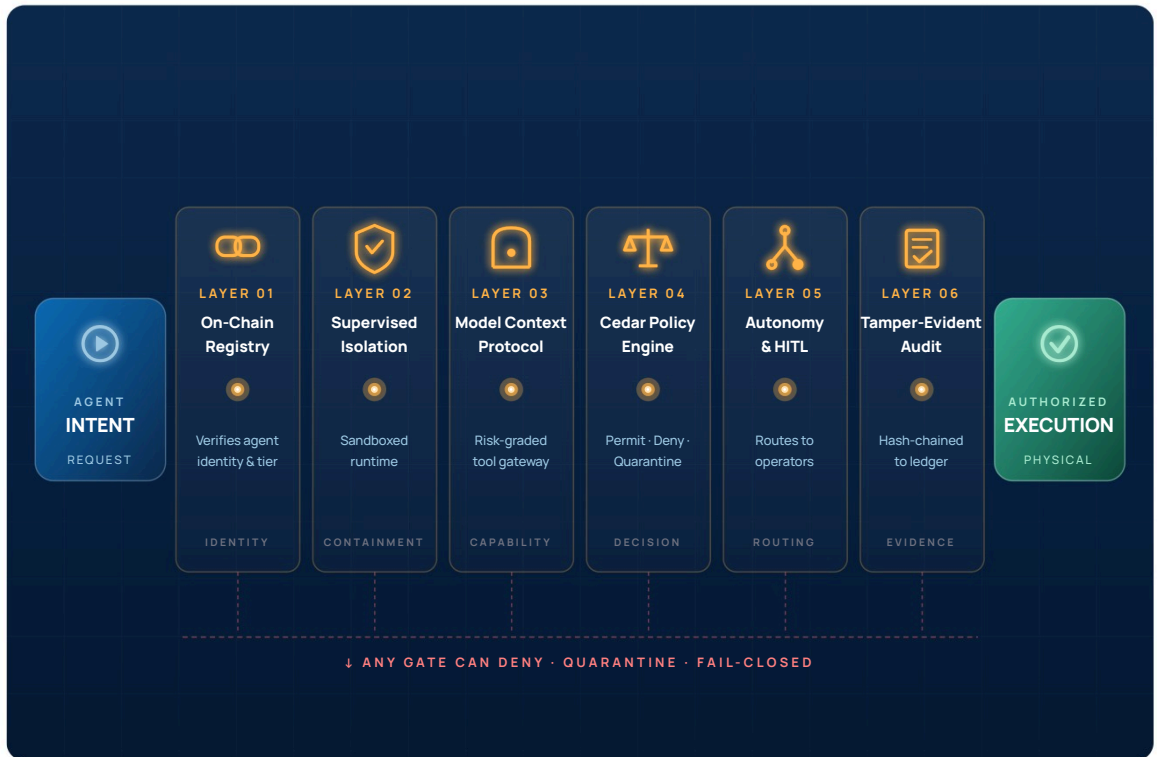 AGENT
INTENT
REQUEST
LAYER 01
On-Chain
Registry
Verifies agent
identity & tier
IDENTITY
LAYER 02
Supervised
Isolation
Sandboxed
runtime
CONTAINMENT
LAYER 03
Model Context
Protocol
Risk-graded
tool gateway
CAPABILITY
LAYER 04
Cedar Policy
Engine
Permit · Deny ·
Quarantine
DECISION
LAYER 05
Autonomy
& HITL
Routes to
operators
ROUTING
LAYER 06
Tamper-Evident
Audit
Hash-chained
to ledger
EVIDENCE
AUTHORIZED
EXECUTION
PHYSICAL
↓ ANY GATE CAN DENY · QUARANTINE · FAIL-CLOSED